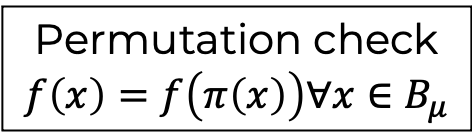 Permutation check
f(x) = f(π(x))∀x ∈ B_μ